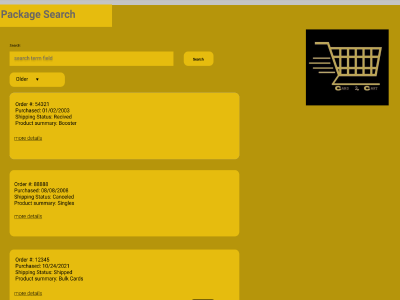 Package Search
Search
search term field
Search
Older
Order #: 54321
Purchased: 01/02/2003
Shipping Status: Recived
Product summary: Booster
more details
Order #: 88888
Purchased: 08/08/2008
Shipping Status: Canceled
Product summary: Singles
more details
Order #: 12345
Purchased: 10/24/2021
Shipping Status: Shipped
Product summary: Bulk Cards
more details